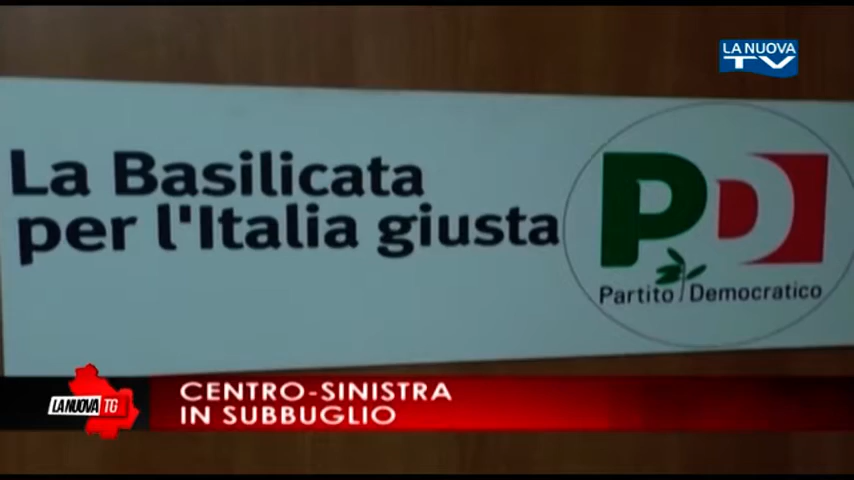 LA NUOVA
TV
La Basilicata
per l'Italia giusta
PD
Partito Democratico
LA NUOVA TG
CENTRO-SINISTRA
IN SUBBUGLIO